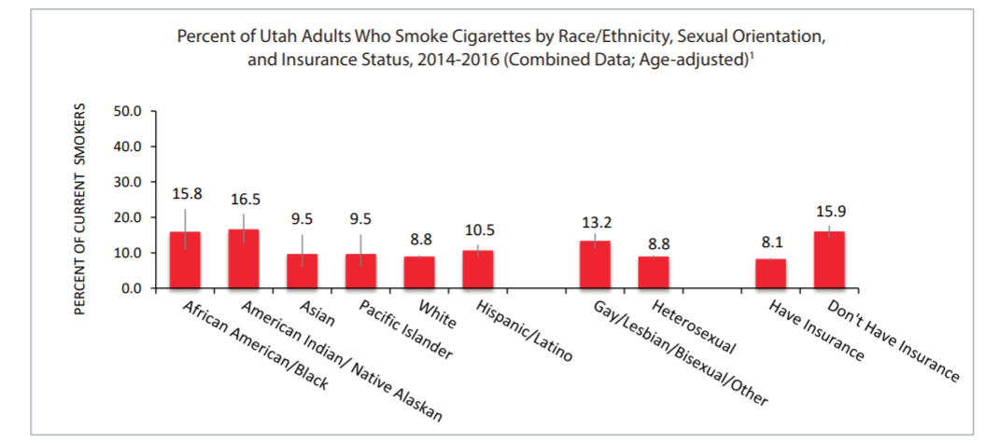 Percent of Utah Adults Who Smoke Cigarettes by Race/Ethnicity, Sexual Orientation,
and Insurance Status, 2014-2016 (Combined Data; Age-adjusted)¹
PERCENT OF CURRENT SMOKERS
50.0
40.0
30.0
20.0
10.0
0.0
15.8
16.5
9.5
9.5
8.8
10.5
13.2
8.8
8.1
15.9
African American/Black
American Indian/ Native Alaskan
Asian
Pacific Islander
White
Hispanic/Latino
Gay/Lesbian/Bisexual/Other
Heterosexual
Have Insurance
Don't Have Insurance